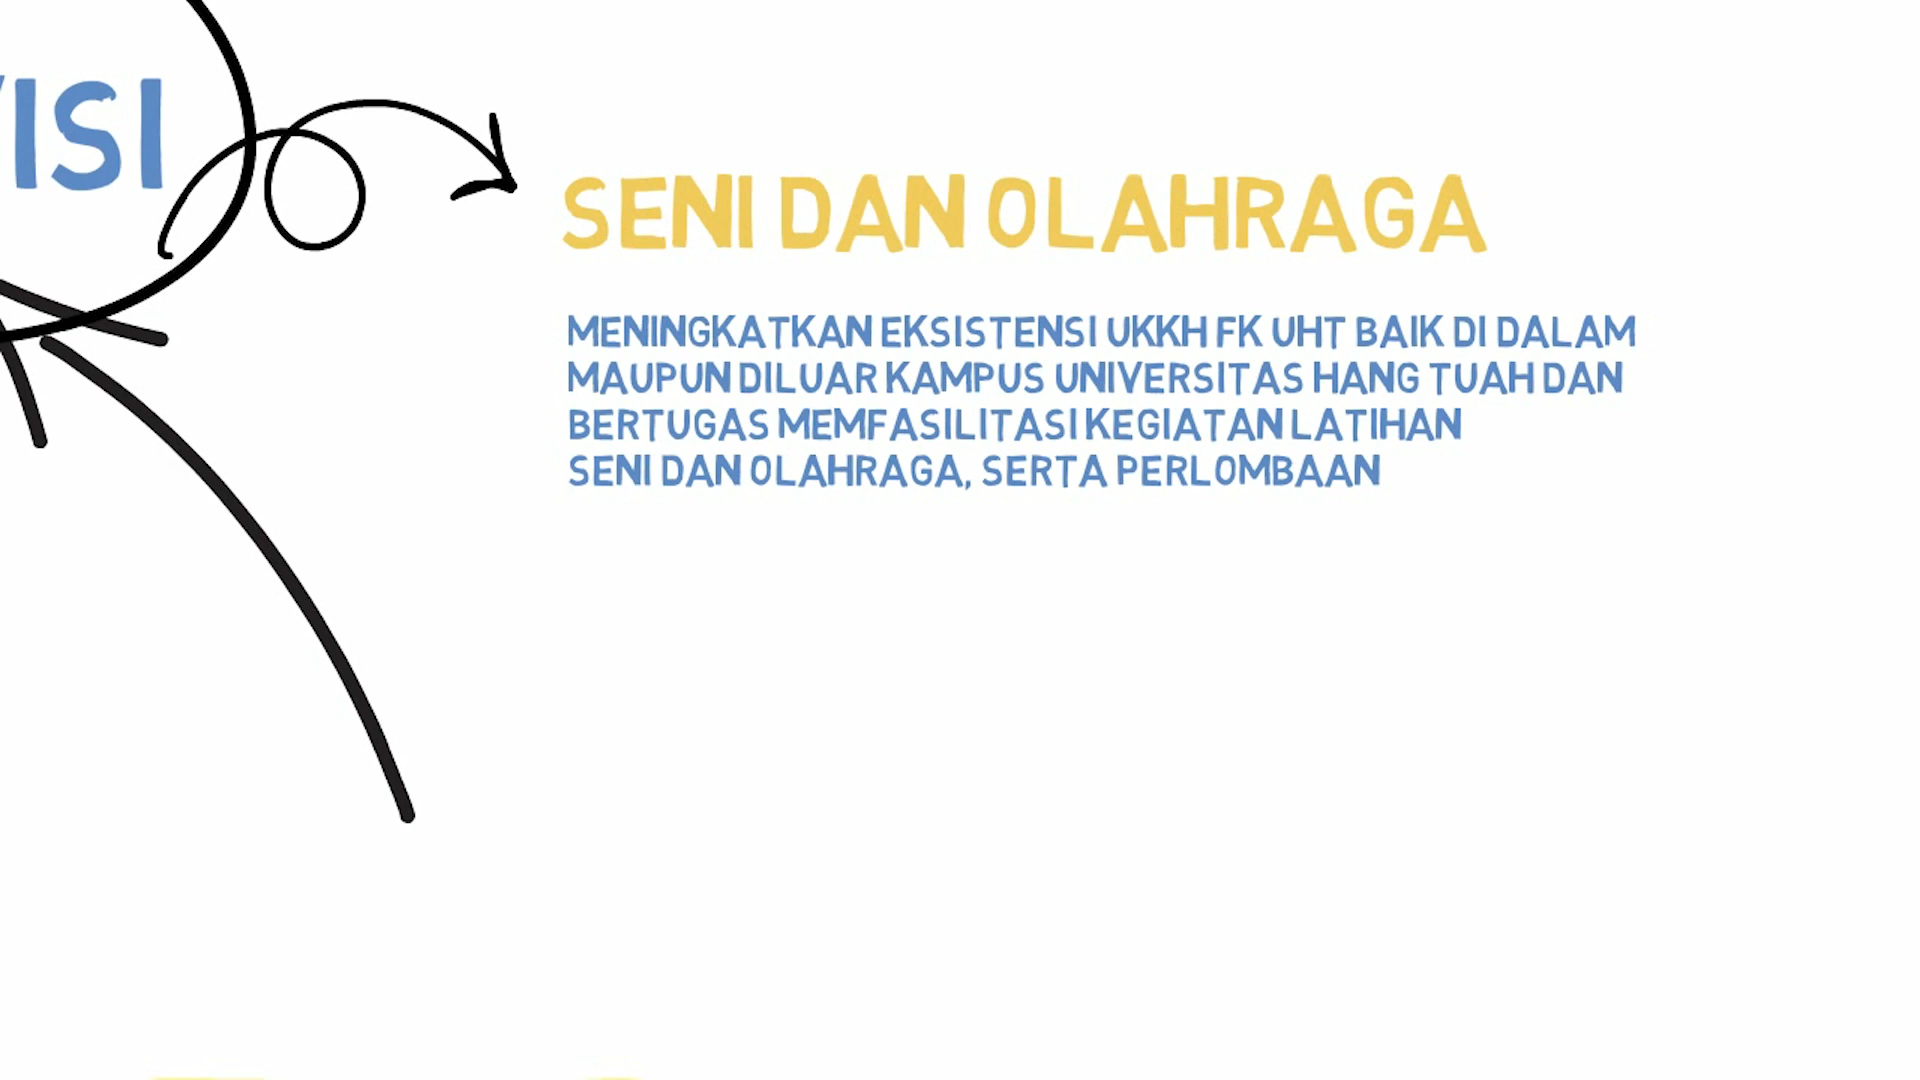 ISI
SENI DAN OLAHRAGA
MENINGKATKAN EKSISTENSI UKKH FK UHT BAIK DI DALAM
MAUPUN DILUAR KAMPUS UNIVERSITAS HANG TUAH DAN
BERTUGAS MEMFASILITASI KEGIATAN LATIHAN
SENI DAN OLAHRAGA, SERTA PERLOMBAAN